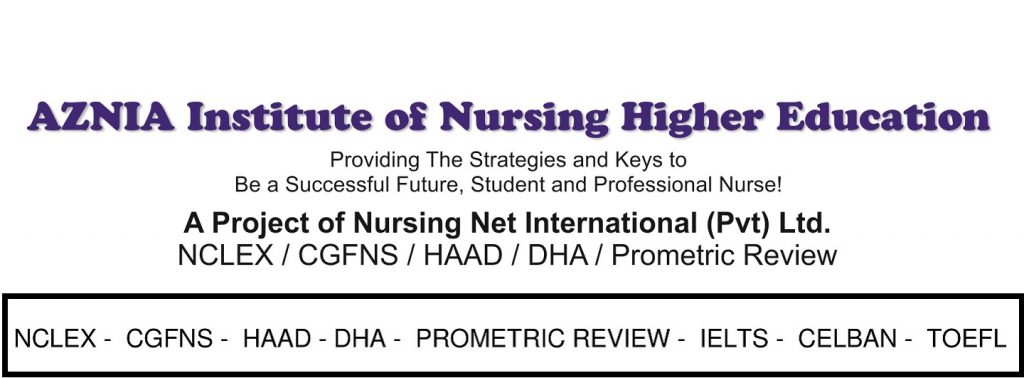 AZNIA Institute of Nursing Higher Education
Providing The Strategies and Keys to
Be a Successful Future, Student and Professional Nurse!
A Project of Nursing Net International (Pvt) Ltd.
NCLEX / CGFNS / HAAD / DHA / Prometric Review
NCLEX - CGFNS - HAAD - DHA - PROMETRIC REVIEW - IELTS - CELBAN - TOEFL